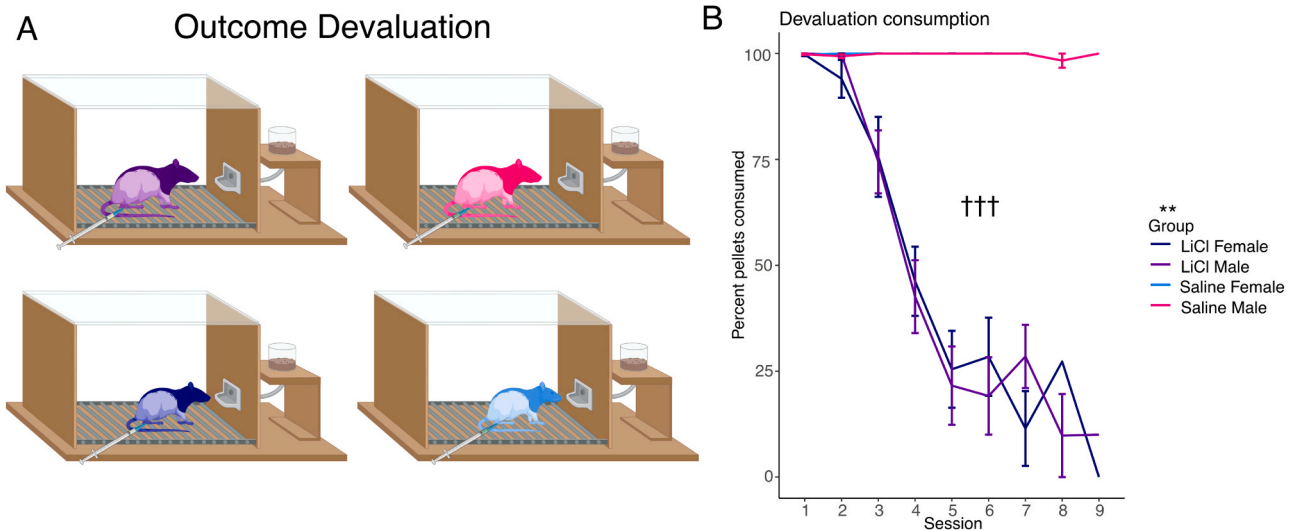 A
Outcome Devaluation
B
Devaluation consumption
Percent pellets consumed
100
75
50
25
0
†††
**
Group
LiCl Female
LiCl Male
Saline Female
Saline Male
1 2 3 4 5 6 7 8 9
Session